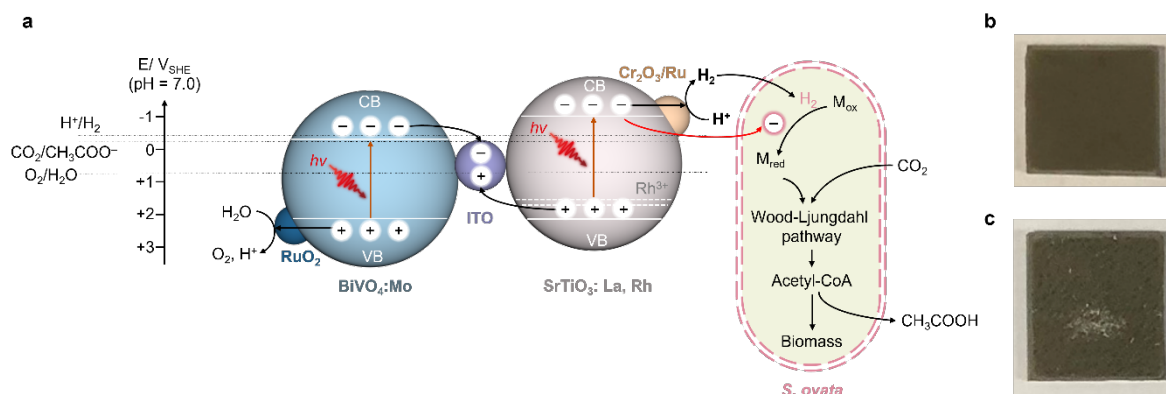 a
E/ V_SHE
(pH = 7.0)
-1
0
+1
+2
+3
H⁺/H₂
CO₂/CH₃COO⁻
O₂/H₂O
H₂O
O₂, H⁺
RuO₂
CB
hv
VB
BiVO₄:Mo
ITO
CB
hv
Rh³⁺
VB
SrTiO₃: La, Rh
Cr₂O₃/Ru
H₂
H⁺
H₂
M_ox
M_red
CO₂
Wood-Ljungdahl
pathway
Acetyl-CoA
CH₃COOH
Biomass
S. ovata
b
c